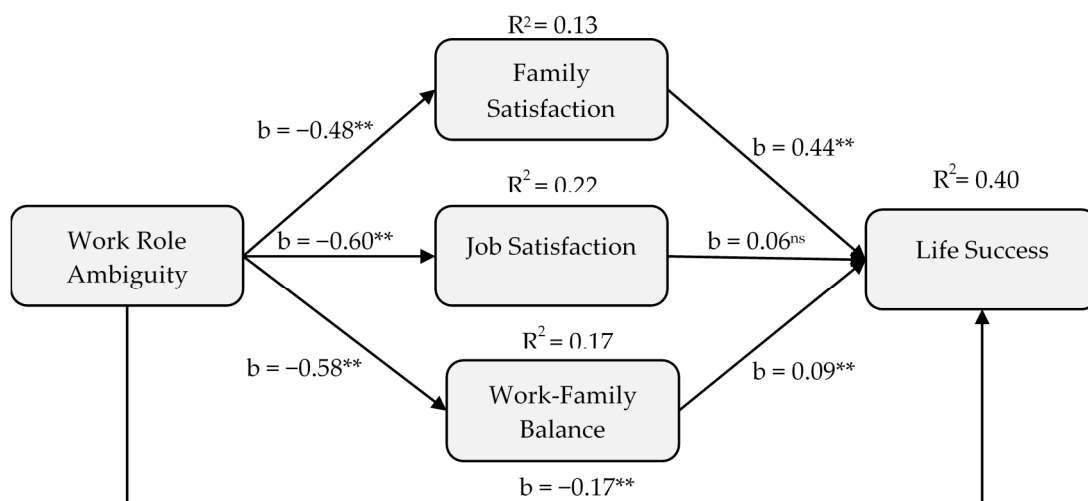 R² = 0.13
Family
Satisfaction
b = −0.48**
b = 0.44**
R² = 0.22
R² = 0.40
Work Role
Ambiguity
b = −0.60**
Job Satisfaction
b = 0.06ⁿˢ
Life Success
R² = 0.17
b = −0.58**
b = 0.09**
Work-Family
Balance
b = −0.17**